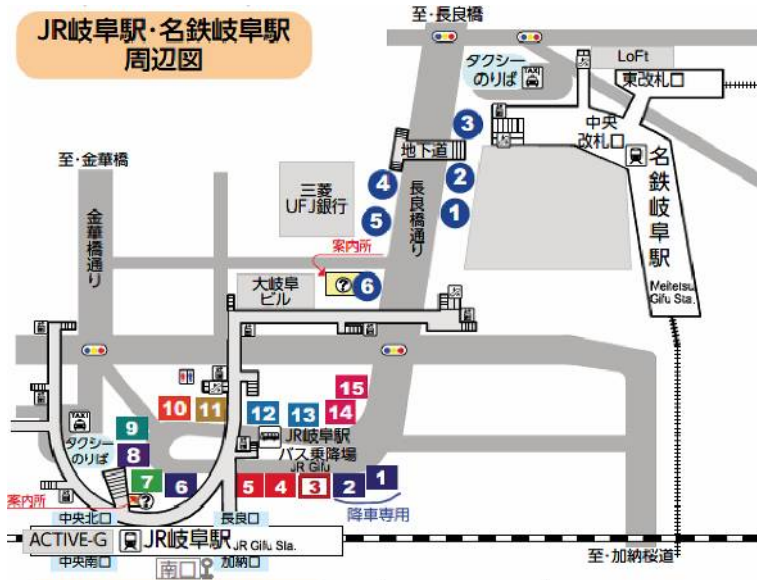 JR岐阜駅・名鉄岐阜駅
周辺図
至・長良橋
タクシー
のりば
TAXI
LoFt
東改札口
中央
改札口
3
地下道
至・金華橋
三菱
UFJ銀行
4
2
5
1
長良橋通り
名鉄岐阜駅
Meitetsu
Gifu Sta.
金華橋通り
案内所
大岐阜
ビル
?
6
15
10
11
12
13
14
TAXI
タクシー
のりば
9
8
JR岐阜駅
バス乗降場
JR Gifu
7
6
5
4
3
2
1
案内所
?
降車専用
中央北口
長良口
ACTIVE-G
JR岐阜駅 JR Gifu Sta.
中央南口
南口
加納口
至・加納桜道